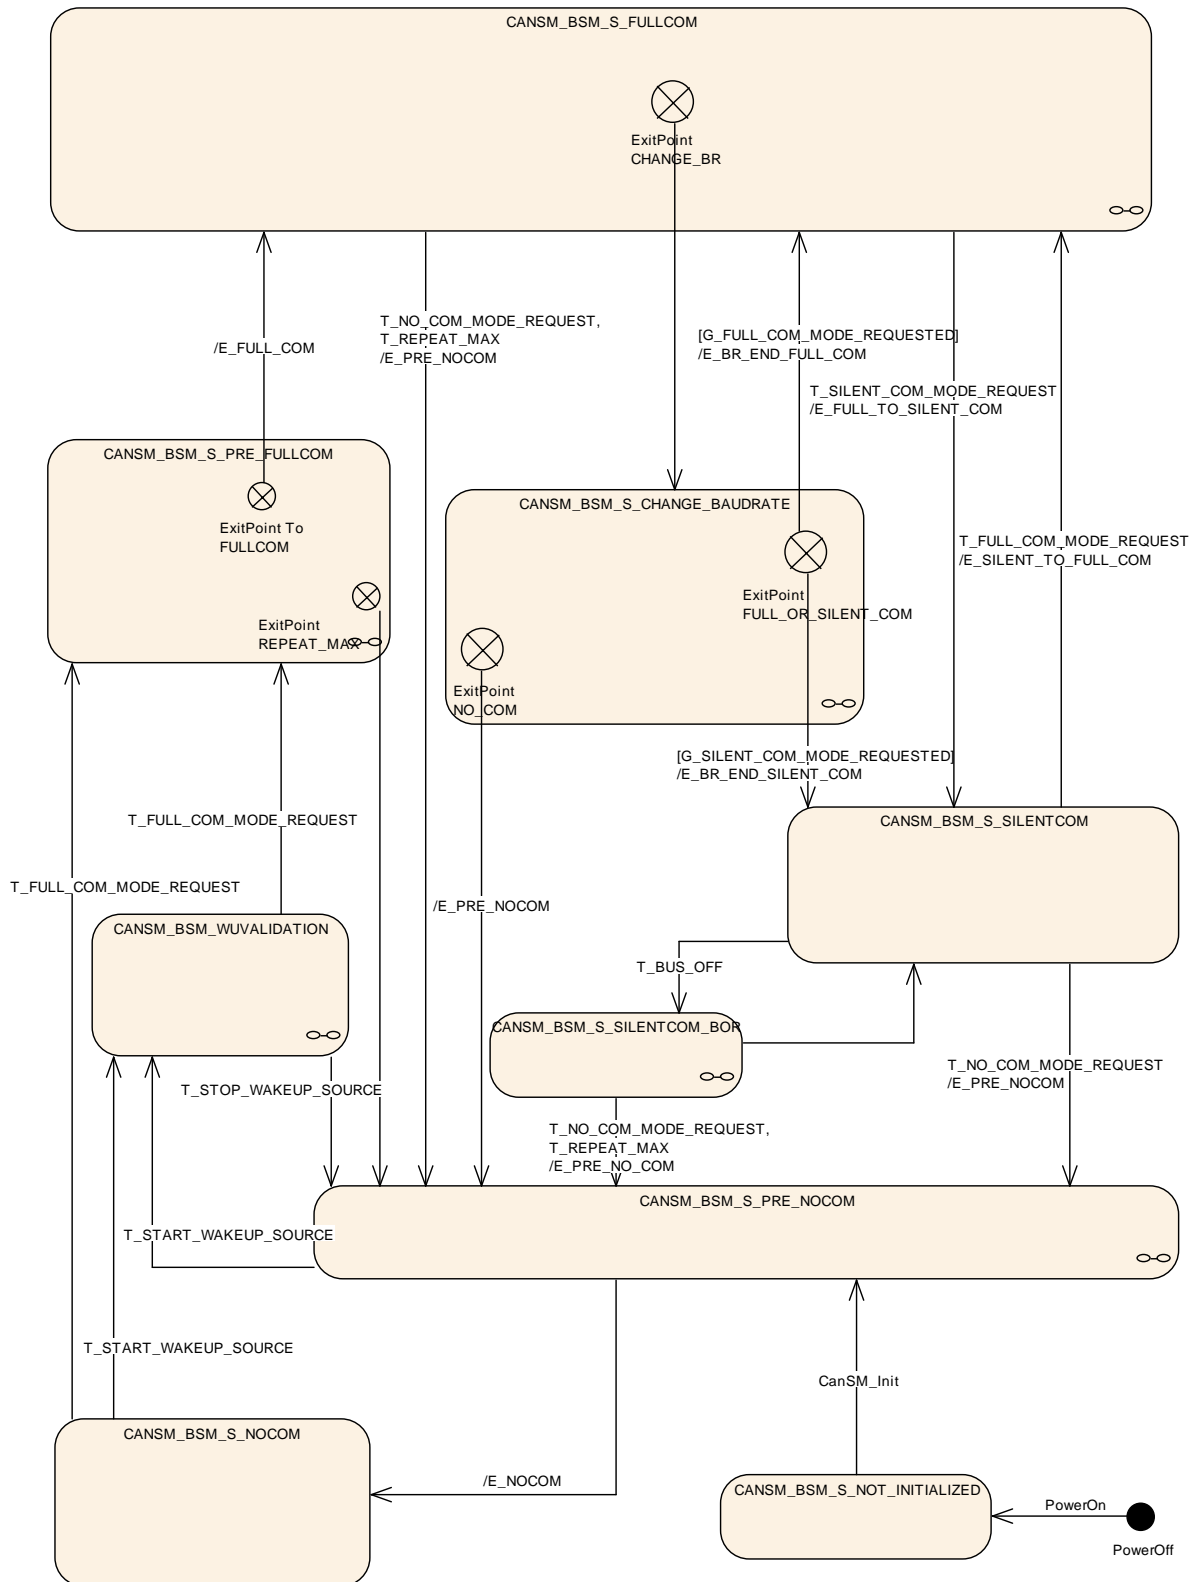 CANSM_BSM_S_FULLCOM
ExitPoint
CHANGE_BR
T_NO_COM_MODE_REQUEST,
T_REPEAT_MAX
/E_PRE_NOCOM
/E_FULL_COM
[G_FULL_COM_MODE_REQUESTED]
/E_BR_END_FULL_COM
T_SILENT_COM_MODE_REQUEST
/E_FULL_TO_SILENT_COM
CANSM_BSM_S_PRE_FULLCOM
ExitPoint To
FULLCOM
ExitPoint
REPEAT_MAX
CANSM_BSM_S_CHANGE_BAUDRATE
ExitPoint
FULL_OR_SILENT_COM
ExitPoint
NO_COM
T_FULL_COM_MODE_REQUEST
/E_SILENT_TO_FULL_COM
[G_SILENT_COM_MODE_REQUESTED]
/E_BR_END_SILENT_COM
T_FULL_COM_MODE_REQUEST
CANSM_BSM_S_SILENTCOM
T_FULL_COM_MODE_REQUEST
/E_PRE_NOCOM
CANSM_BSM_WUVALIDATION
T_BUS_OFF
CANSM_BSM_S_SILENTCOM_BOR
T_NO_COM_MODE_REQUEST
/E_PRE_NOCOM
T_STOP_WAKEUP_SOURCE
T_NO_COM_MODE_REQUEST,
T_REPEAT_MAX
/E_PRE_NO_COM
CANSM_BSM_S_PRE_NOCOM
T_START_WAKEUP_SOURCE
T_START_WAKEUP_SOURCE
CanSM_Init
CANSM_BSM_S_NOCOM
/E_NOCOM
CANSM_BSM_S_NOT_INITIALIZED
PowerOn
PowerOff